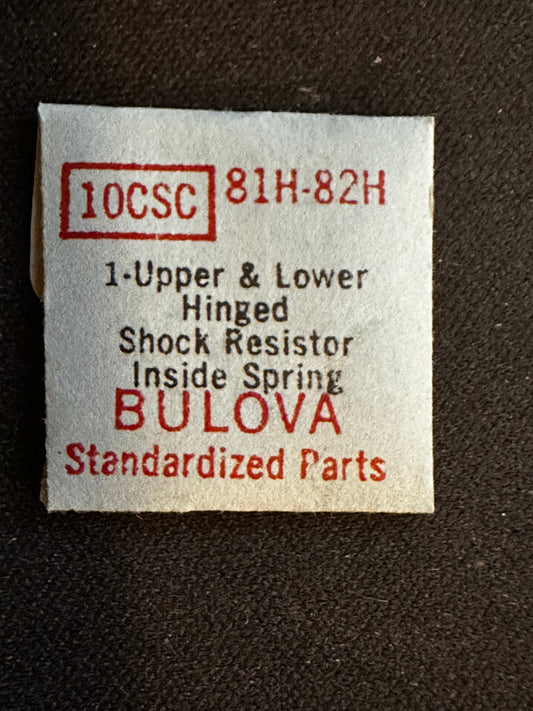 10CSC 81H-82H
1-Upper & Lower
Hinged
Shock Resistor
Inside Spring
BULOVA
Standardized Parts